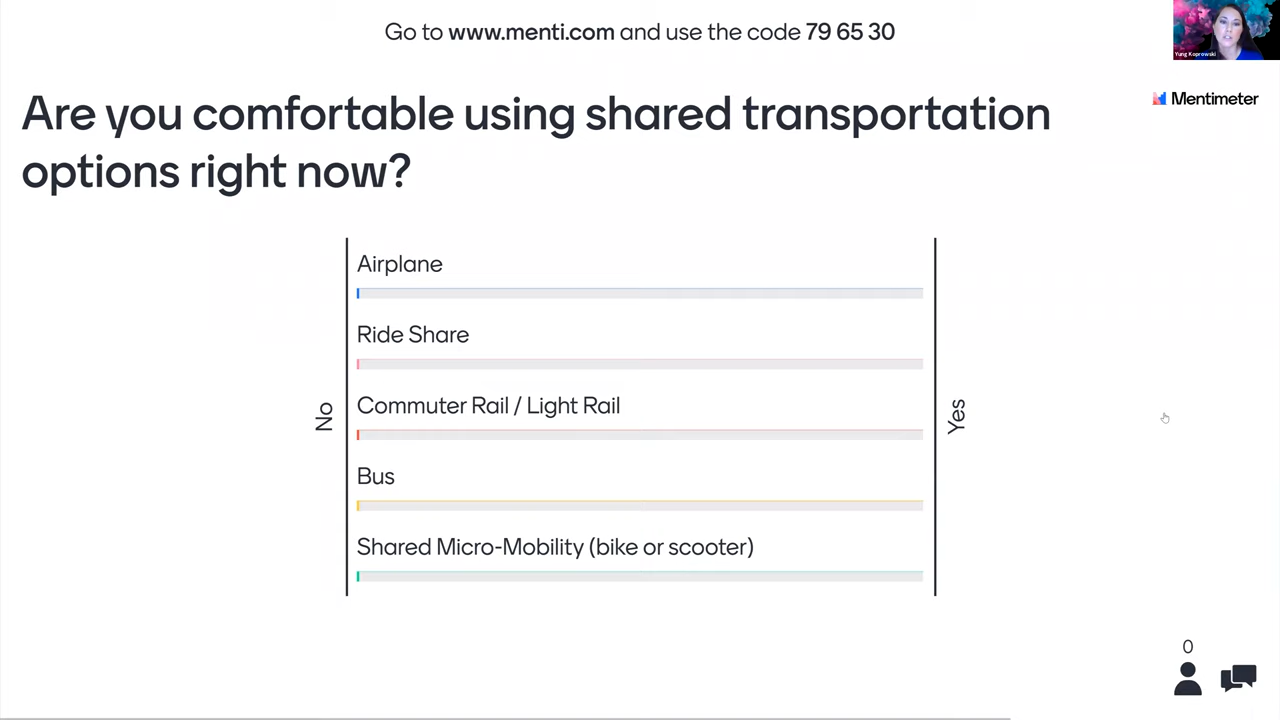 Go to www.menti.com and use the code 79 65 30
Yung Koprowski
Mentimeter
Are you comfortable using shared transportation
options right now?
Airplane
Ride Share
No
Commuter Rail / Light Rail
Yes
Bus
Shared Micro-Mobility (bike or scooter)
0